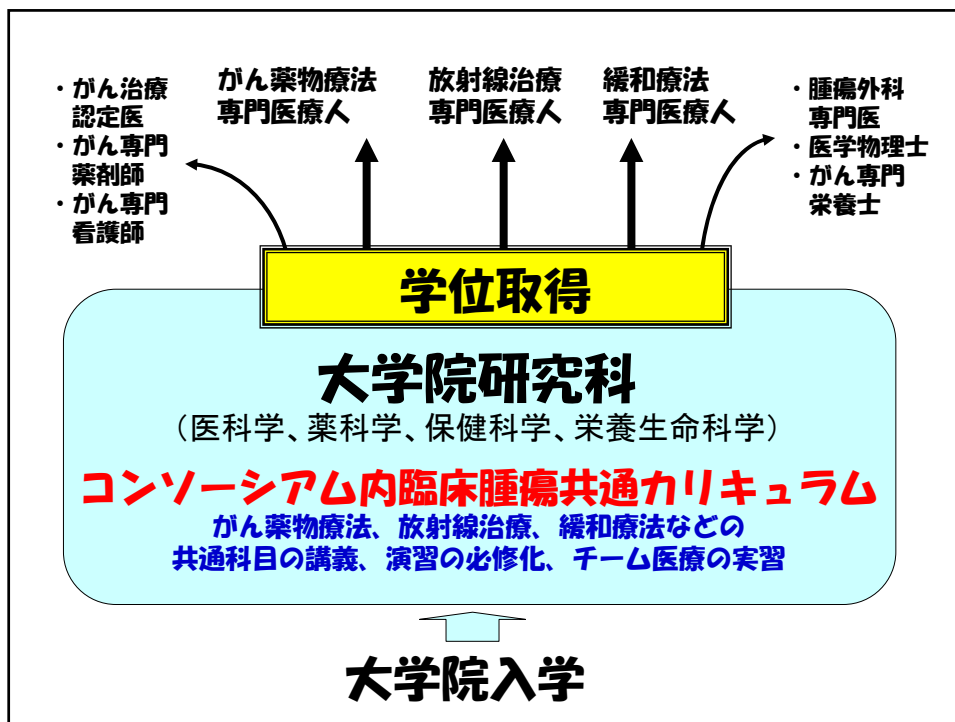 ・がん治療
認定医
・がん専門
薬剤師
・がん専門
看護師
がん薬物療法
専門医療人
放射線治療
専門医療人
緩和療法
専門医療人
・腫瘍外科
専門医
・医学物理士
・がん専門
栄養士
学位取得
大学院研究科
（医科学、薬科学、保健科学、栄養生命科学）
コンソーシアム内臨床腫瘍共通カリキュラム
がん薬物療法、放射線治療、緩和療法などの
共通科目の講義、演習の必修化、チーム医療の実習
大学院入学